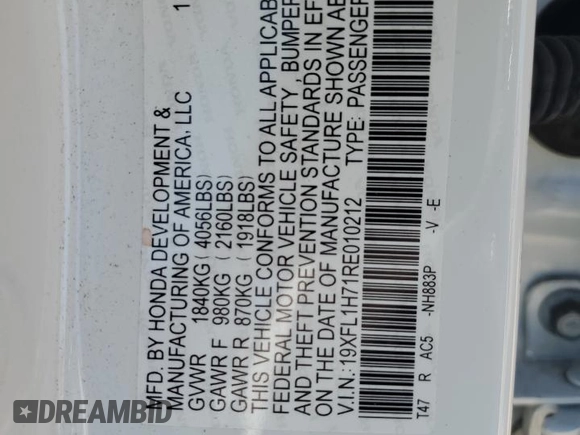 MFD. BY HONDA DEVELOPMENT & 1
MANUFACTURING OF AMERICA, LLC
GVWR 1840KG (4056LBS)
GAWR F 980KG (2160LBS)
GAWR R 870KG (1918LBS)
THIS VEHICLE CONFORMS TO ALL APPLICAB
FEDERAL MOTOR VEHICLE SAFETY, BUMPER
AND THEFT PREVENTION STANDARDS IN EF
ON THE DATE OF MANUFACTURE SHOWN AB
V.I.N.: 19XFL1H71RE010212 TYPE: PASSENGER
T47 R AC5 -NH883P -V -E
DREAMBID